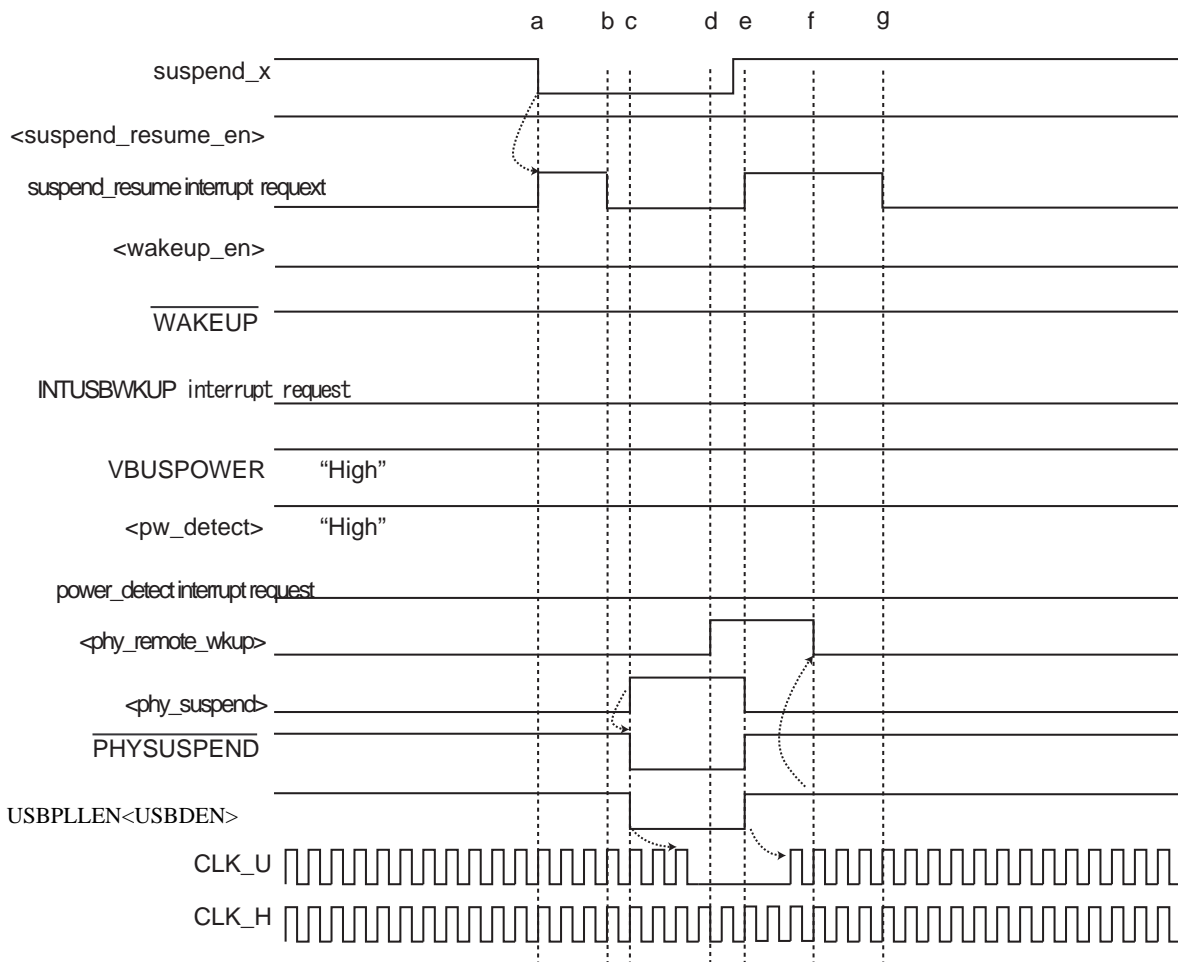 a b c d e f g
suspend_x
<suspend_resume_en>
suspend_resume interrupt requext
<wakeup_en>
WAKEUP
INTUSBWKUP interrupt request
VBUSPOWER “High”
<pw_detect> “High”
power_detect interrupt request
<phy_remote_wkup>
<phy_suspend>
PHYSUSPEND
USBPLLEN<USBDEN>
CLK_U
CLK_H